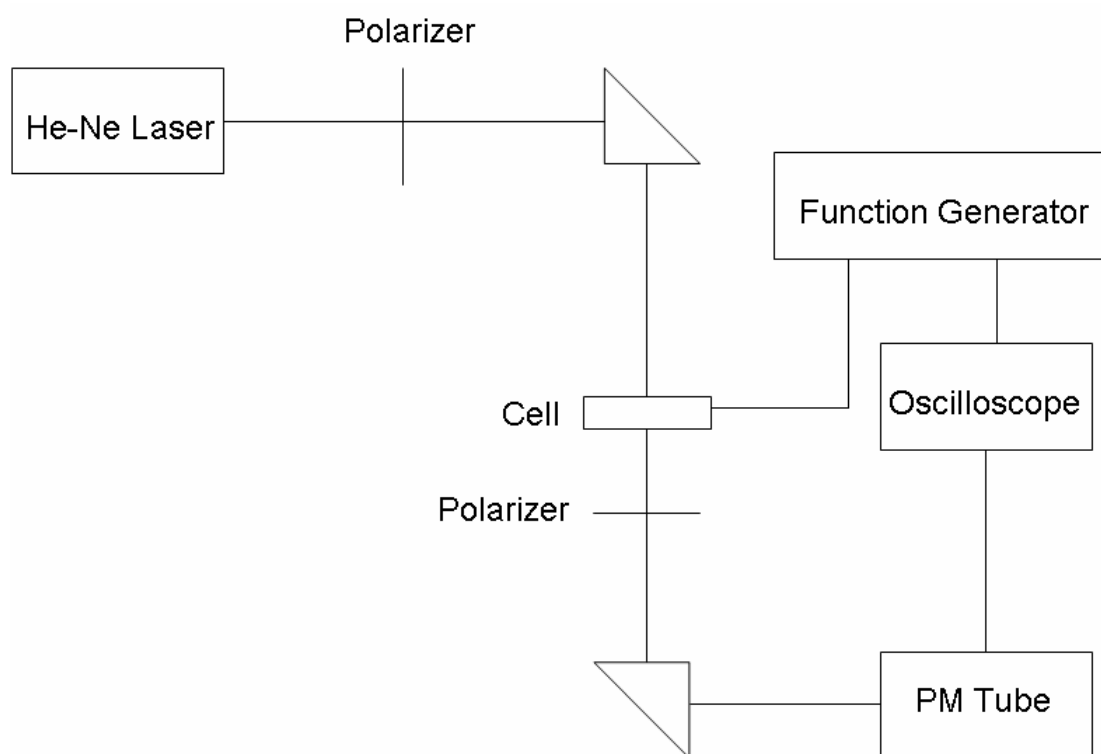 Polarizer
He-Ne Laser
Function Generator
Oscilloscope
Cell
Polarizer
PM Tube